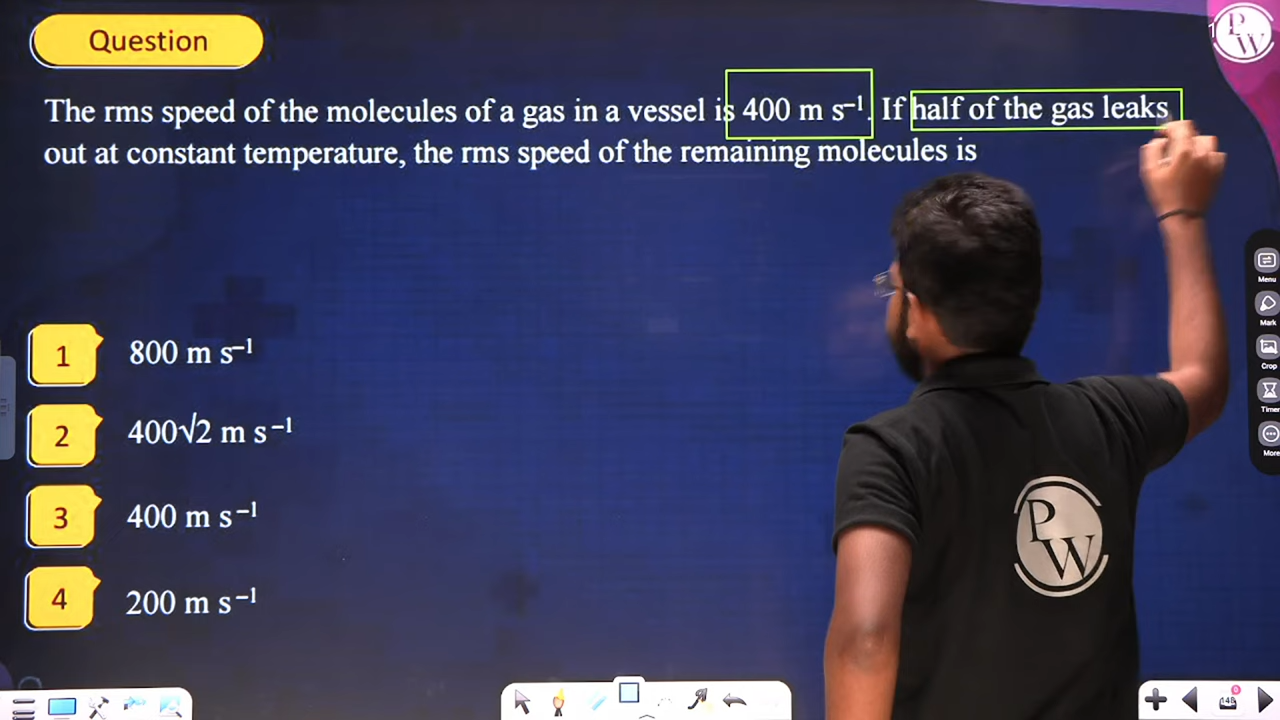 Question
The rms speed of the molecules of a gas in a vessel is 400 m s⁻¹. If half of the gas leaks
out at constant temperature, the rms speed of the remaining molecules is
1 800 m s⁻¹
2 400√2 m s⁻¹
3 400 m s⁻¹
4 200 m s⁻¹
PW
PW
Menu
Mark
Crop
Timer
More
148